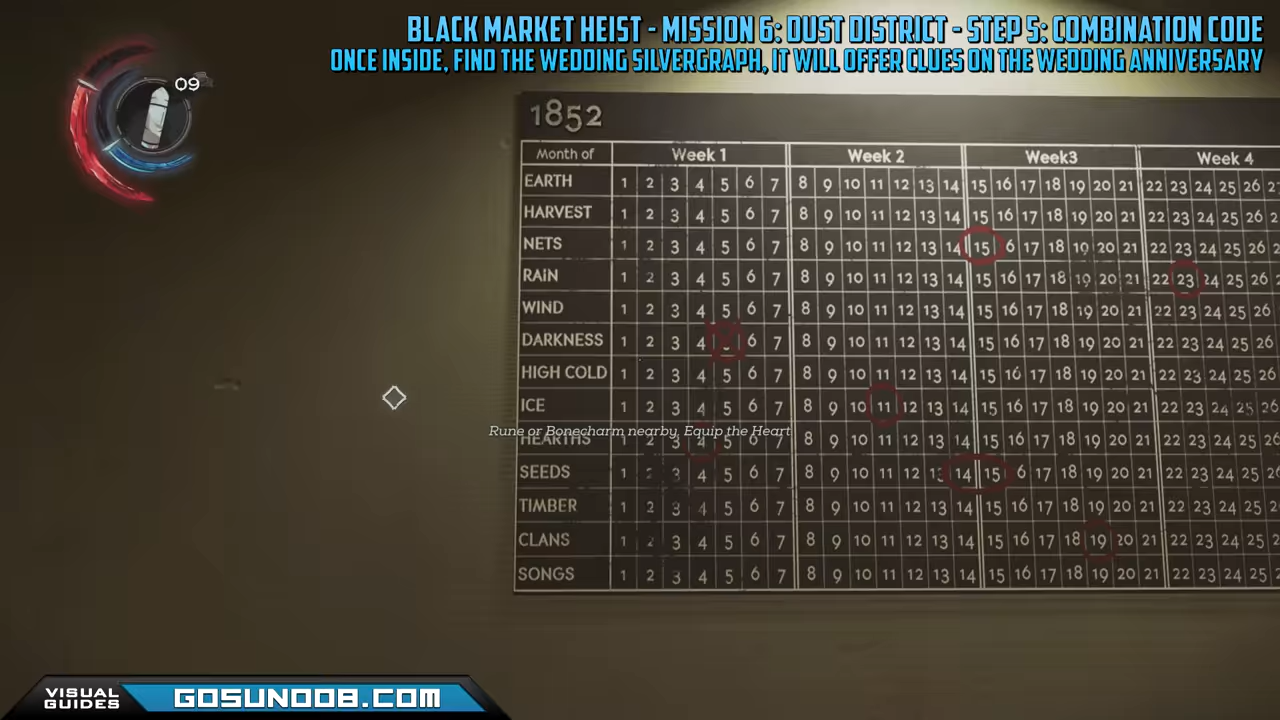 BLACK MARKET HEIST - MISSION 6: DUST DISTRICT - STEP 5: COMBINATION CODE
ONCE INSIDE, FIND THE WEDDING SILVERGRAPH, IT WILL OFFER CLUES ON THE WEDDING ANNIVERSARY
09
1852
Month of Week 1 Week 2 Week3 Week 4
EARTH 1 2 3 4 5 6 7 8 9 10 11 12 13 14 15 16 17 18 19 20 21 22 23 24 25 26
HARVEST 1 2 3 4 5 6 7 8 9 10 11 12 13 14 15 16 17 18 19 20 21 22 23 24 25 26
NETS 1 2 3 4 5 6 7 8 9 10 11 12 13 14 15 6 17 18 19 20 21 22 23 24 25 26
RAIN 1 2 3 4 5 6 7 8 9 10 11 12 13 14 15 16 17 18 19 20 21 22 23 24 25 26
WIND 1 2 3 4 5 6 7 8 9 10 11 12 13 14 15 16 17 18 19 20 21 22 23 24 25 26
DARKNESS 1 2 3 4 6 7 8 9 10 11 12 13 14 15 16 17 18 19 20 21 22 23 24 25 26
HIGH COLD 1 2 3 4 5 6 7 8 9 10 11 12 13 14 15 16 17 18 19 20 21 22 23 24 25 26
ICE 1 2 3 4 5 6 7 8 9 10 11 12 13 14 15 16 17 18 19 20 21 22 23 24 25 26
Rune or Bonecharm nearby, Equip the Heart
HEARTHS 1 2 3 4 5 6 7 8 9 10 11 12 13 14 15 16 17 18 19 20 21 22 23 24 25 26
SEEDS 1 2 3 4 5 6 7 8 9 10 11 12 13 14 15 6 17 18 19 20 21 22 23 24 25 26
TIMBER 1 2 3 4 5 6 7 8 9 10 11 12 13 14 15 16 17 18 19 20 21 22 23 24 25
CLANS 1 2 3 4 5 6 7 8 9 10 11 12 13 14 15 16 17 18 19 20 21 22 23 24 25
SONGS 1 2 3 4 5 6 7 8 9 10 11 12 13 14 15 16 17 18 19 20 21 22 23 24 25
VISUAL GUIDES
GOSUNOOB.COM